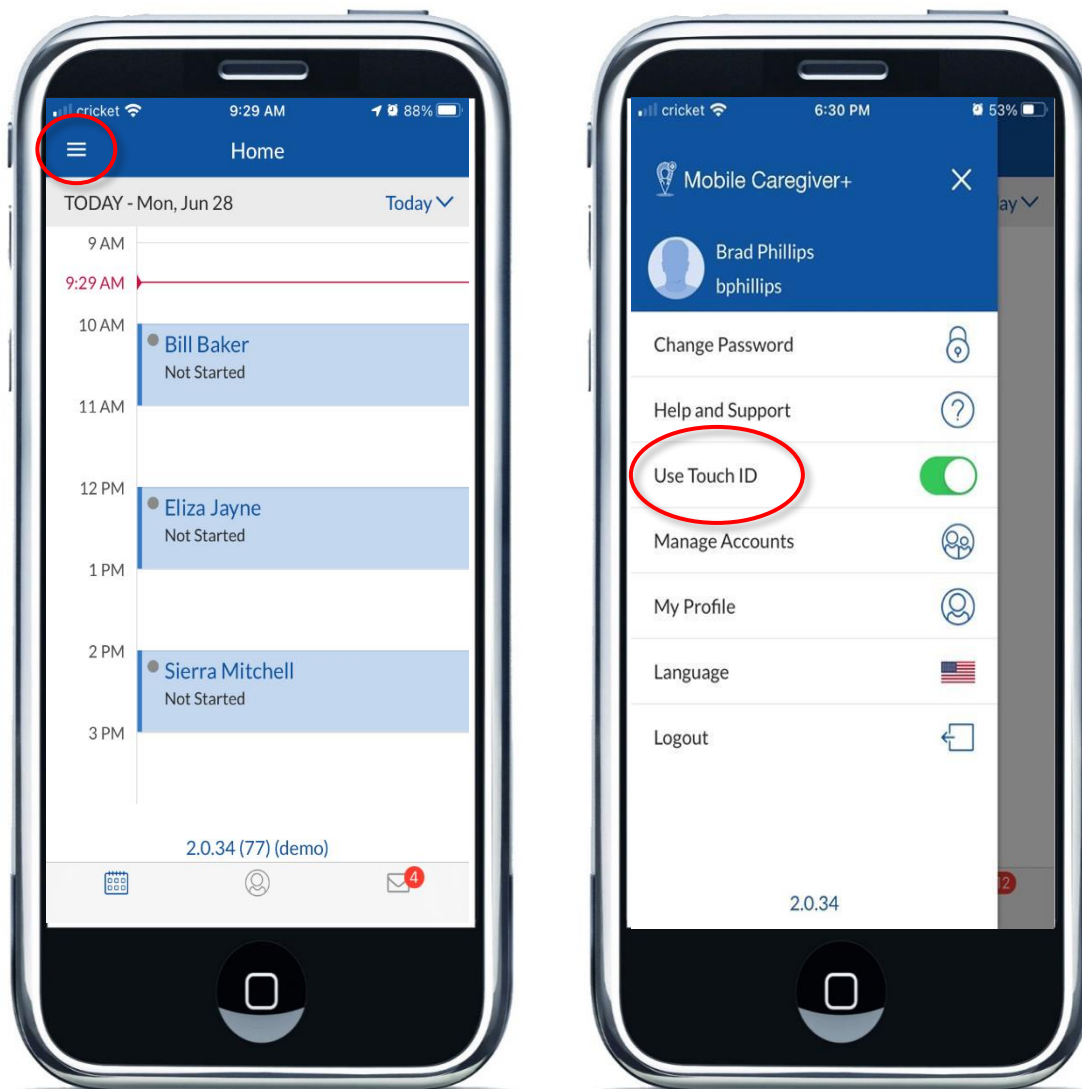 cricket 9:29 AM 88%
Home
TODAY - Mon, Jun 28 Today
9 AM
9:29 AM
10 AM
Bill Baker
Not Started
11 AM
12 PM
Eliza Jayne
Not Started
1 PM
2 PM
Sierra Mitchell
Not Started
3 PM
2.0.34 (77) (demo)
4
cricket 6:30 PM 53%
Mobile Caregiver+
ay
Brad Phillips
bphillips
Change Password
Help and Support
?
Use Touch ID
Manage Accounts
My Profile
Language
Logout
12
2.0.34